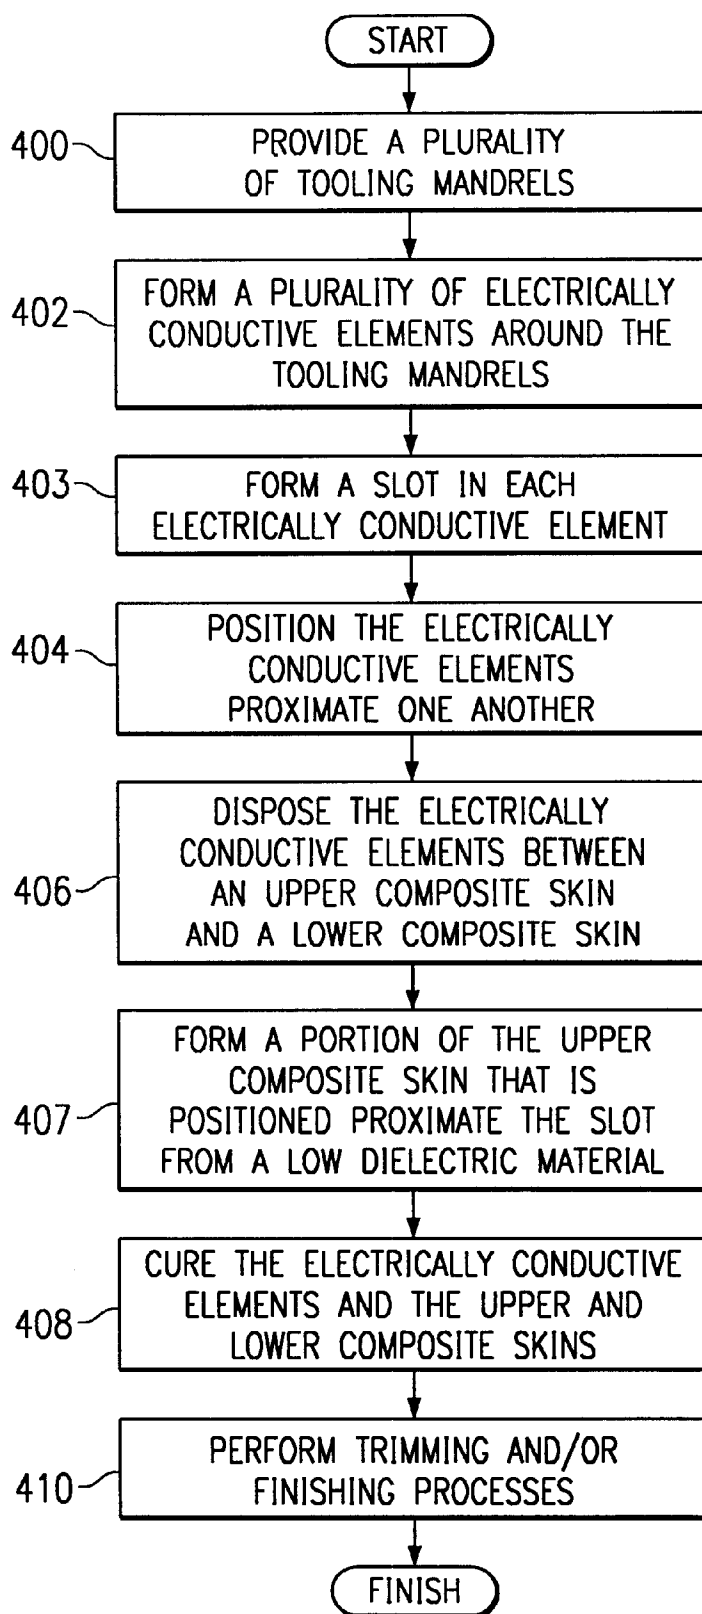 START
400
PROVIDE A PLURALITY
OF TOOLING MANDRELS
402
FORM A PLURALITY OF ELECTRICALLY
CONDUCTIVE ELEMENTS AROUND THE
TOOLING MANDRELS
403
FORM A SLOT IN EACH
ELECTRICALLY CONDUCTIVE ELEMENT
404
POSITION THE ELECTRICALLY
CONDUCTIVE ELEMENTS
PROXIMATE ONE ANOTHER
406
DISPOSE THE ELECTRICALLY
CONDUCTIVE ELEMENTS BETWEEN
AN UPPER COMPOSITE SKIN
AND A LOWER COMPOSITE SKIN
407
FORM A PORTION OF THE UPPER
COMPOSITE SKIN THAT IS
POSITIONED PROXIMATE THE SLOT
FROM A LOW DIELECTRIC MATERIAL
408
CURE THE ELECTRICALLY CONDUCTIVE
ELEMENTS AND THE UPPER AND
LOWER COMPOSITE SKINS
410
PERFORM TRIMMING AND/OR
FINISHING PROCESSES
FINISH